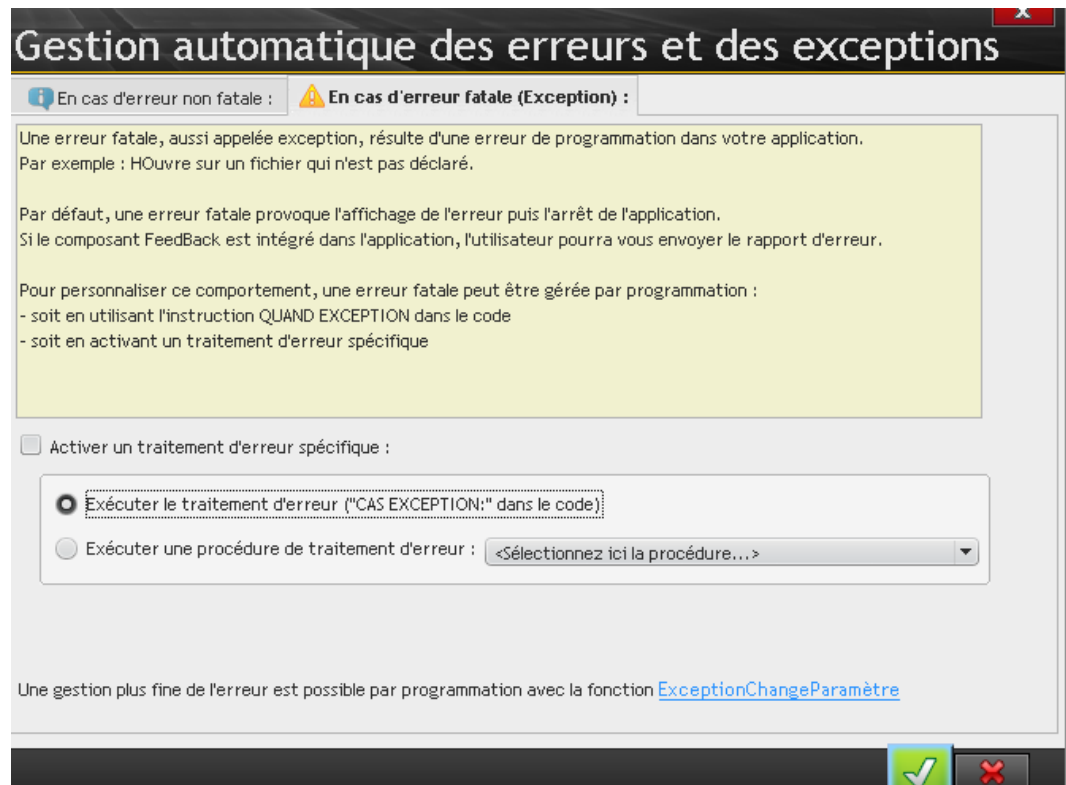 x
Gestion automatique des erreurs et des exceptions
En cas d'erreur non fatale :
En cas d'erreur fatale (Exception) :
Une erreur fatale, aussi appelée exception, résulte d'une erreur de programmation dans votre application.
Par exemple : HOuvre sur un fichier qui n'est pas déclaré.
Par défaut, une erreur fatale provoque l'affichage de l'erreur puis l'arrêt de l'application.
Si le composant FeedBack est intégré dans l'application, l'utilisateur pourra vous envoyer le rapport d'erreur.
Pour personnaliser ce comportement, une erreur fatale peut être gérée par programmation :
- soit en utilisant l'instruction QUAND EXCEPTION dans le code
- soit en activant un traitement d'erreur spécifique
Activer un traitement d'erreur spécifique :
Exécuter le traitement d'erreur ("CAS EXCEPTION:" dans le code)
Exécuter une procédure de traitement d'erreur :
<Sélectionnez ici la procédure...>
Une gestion plus fine de l'erreur est possible par programmation avec la fonction ExceptionChangeParamètre